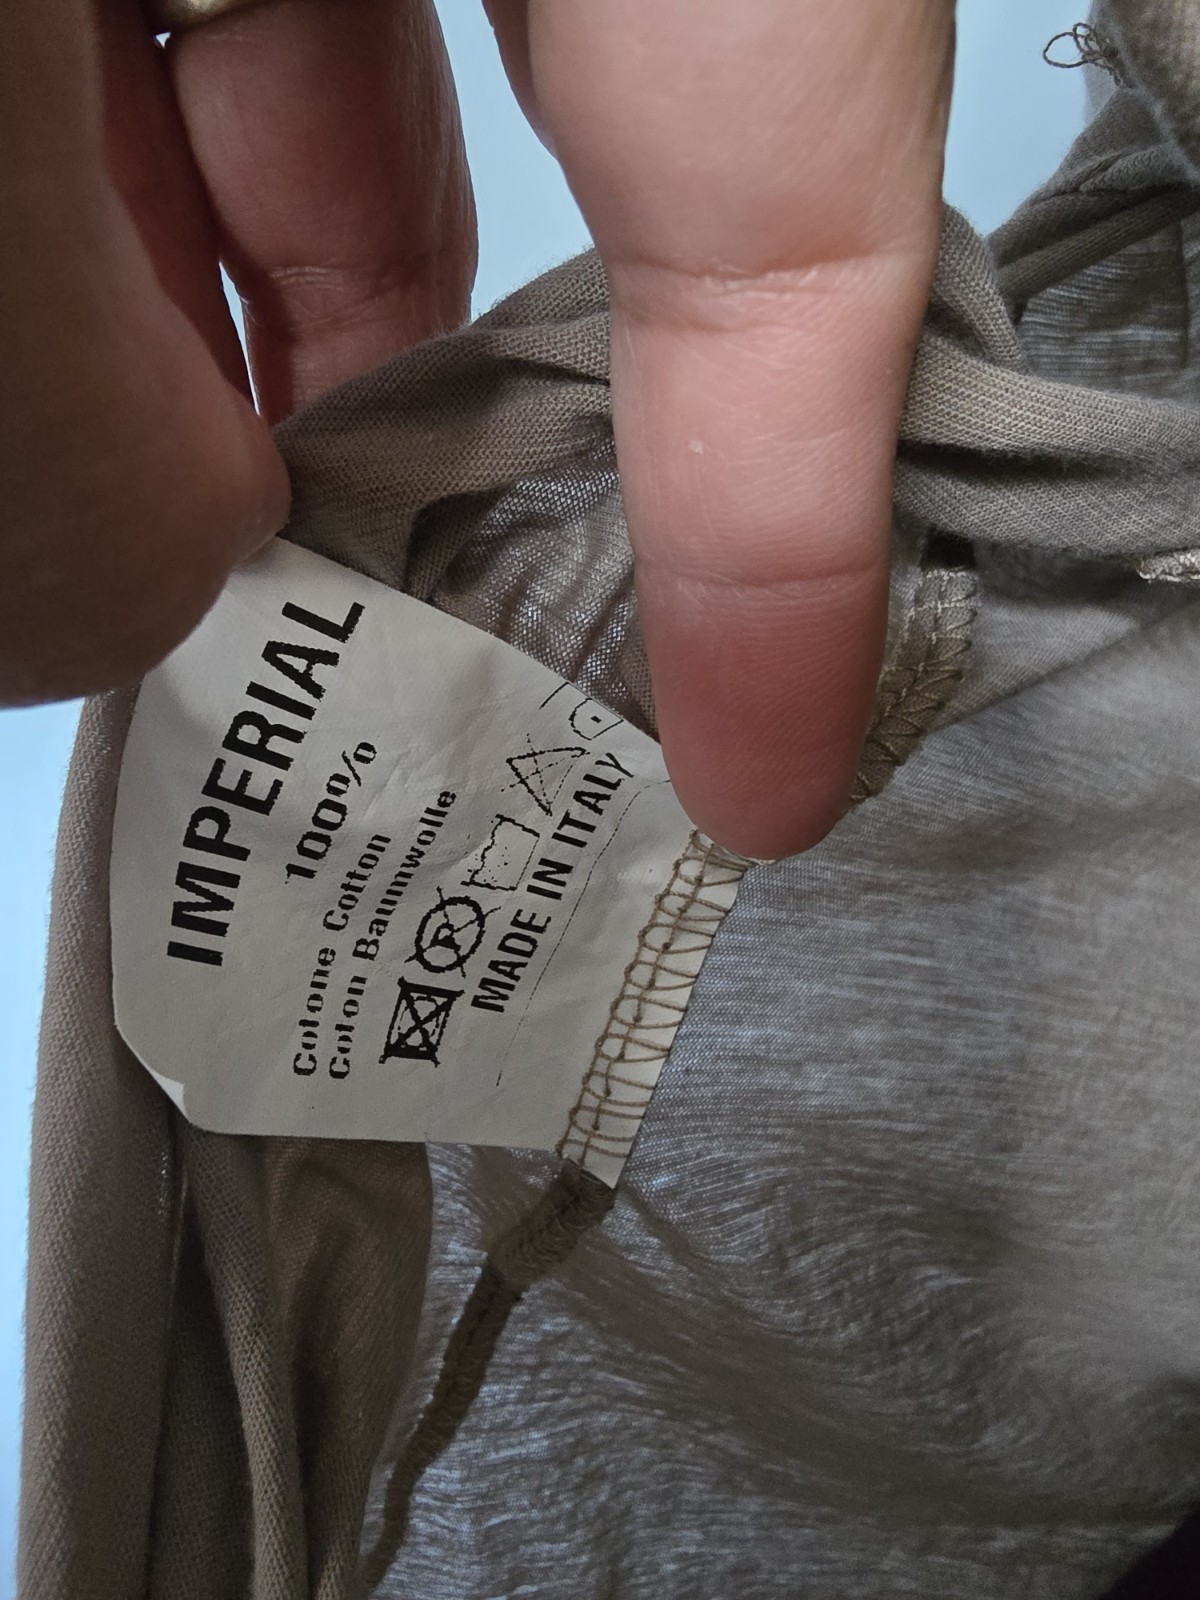 IMPERIAL
100%
Cotone Cotton
Coton Baumwolle
P
MADE IN ITALY